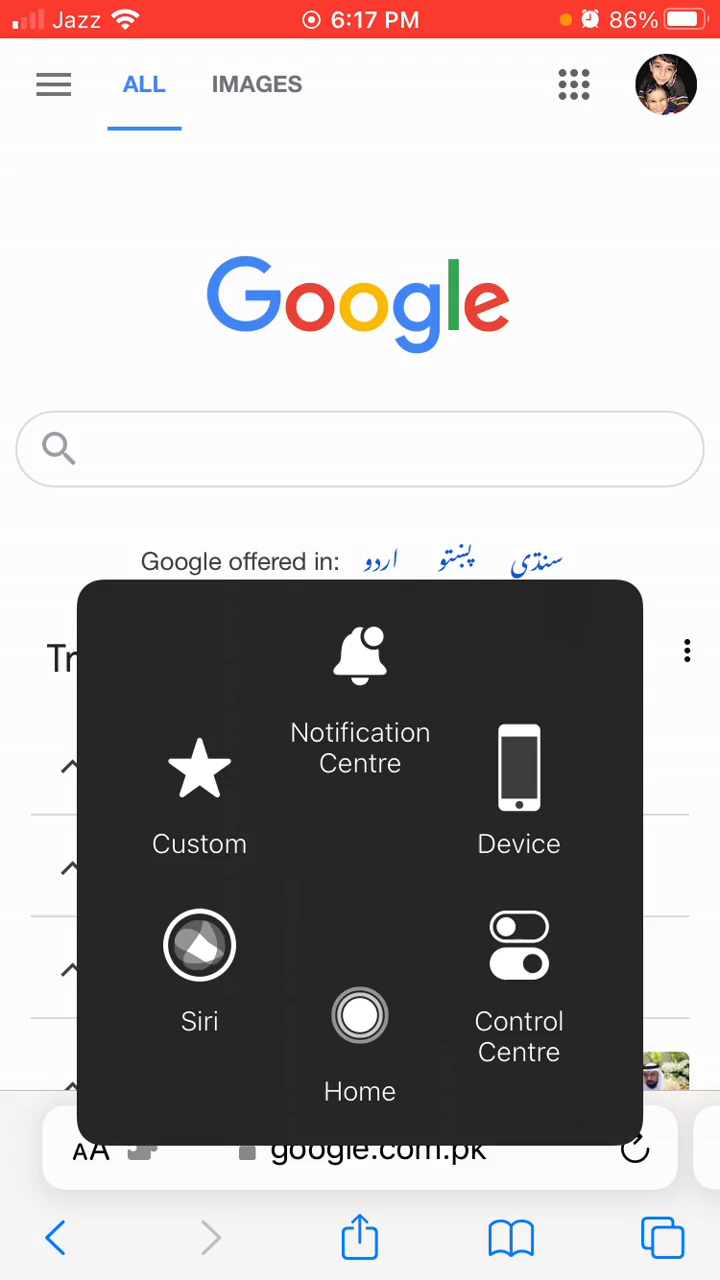 Jazz 6:17 PM 86%
ALL IMAGES
Google
Google offered in: اردو پښتو سنڌي
Tr
Notification
Centre
Custom
Device
Siri
Control
Centre
Home
AA google.com.pk